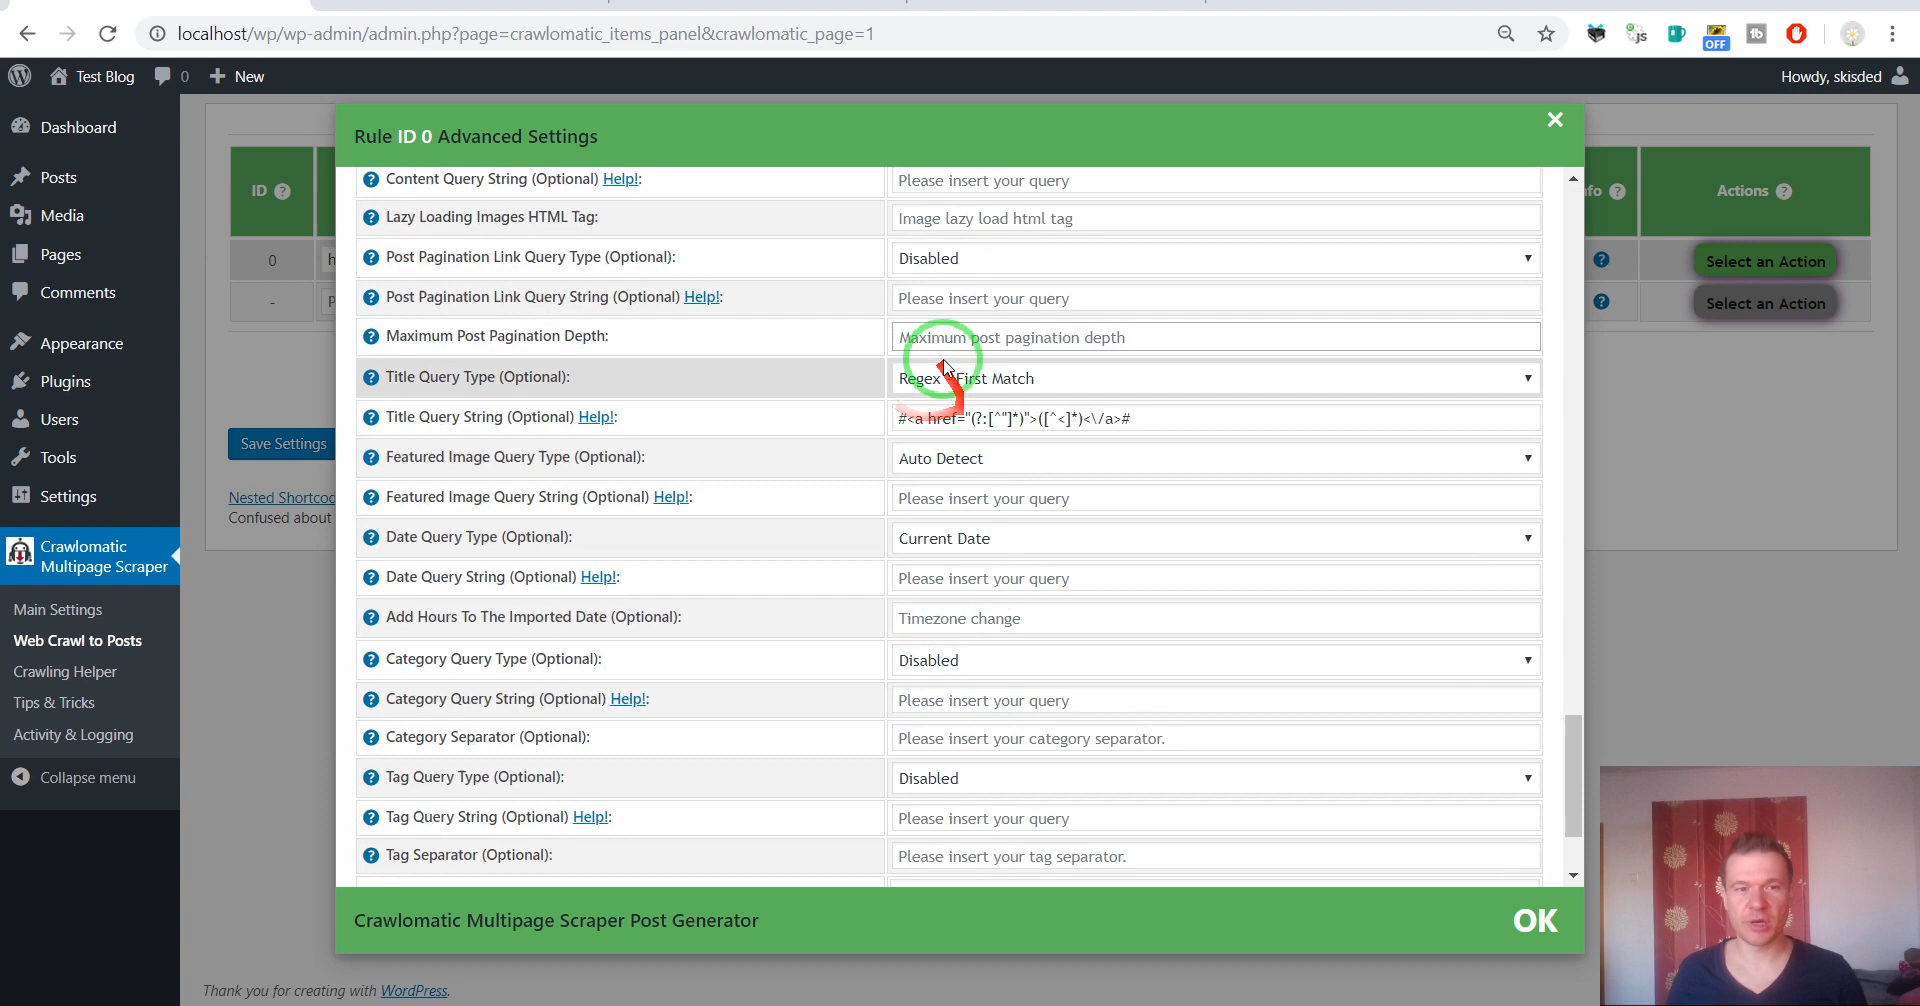 localhost/wp/wp-admin/admin.php?page=crawlomatic_items_panel&crawlomatic_page=1
JS
OFF
Test Blog 0 New Howdy, skisded
Dashboard
Posts
Media
Pages
Comments
Appearance
Plugins
Users
Tools
Settings
Crawlomatic
Multipage Scraper
Main Settings
Web Crawl to Posts
Crawling Helper
Tips & Tricks
Activity & Logging
Collapse menu
ID
0
-
Save Settings
Nested Shortcod
Confused about
Rule ID 0 Advanced Settings
Content Query String (Optional) Help!: Please insert your query
Lazy Loading Images HTML Tag: Image lazy load html tag
Post Pagination Link Query Type (Optional): Disabled
Post Pagination Link Query String (Optional) Help!: Please insert your query
Maximum Post Pagination Depth: Maximum post pagination depth
Title Query Type (Optional): Regex First Match
Title Query String (Optional) Help!: #<a href="(?:[^"]*)">([^<]*)<\/a>#
Featured Image Query Type (Optional): Auto Detect
Featured Image Query String (Optional) Help!: Please insert your query
Date Query Type (Optional): Current Date
Date Query String (Optional) Help!: Please insert your query
Add Hours To The Imported Date (Optional): Timezone change
Category Query Type (Optional): Disabled
Category Query String (Optional) Help!: Please insert your query
Category Separator (Optional): Please insert your category separator.
Tag Query Type (Optional): Disabled
Tag Query String (Optional) Help!: Please insert your query
Tag Separator (Optional): Please insert your tag separator.
Crawlomatic Multipage Scraper Post Generator OK
fo Actions
Select an Action
Select an Action
Thank you for creating with WordPress.